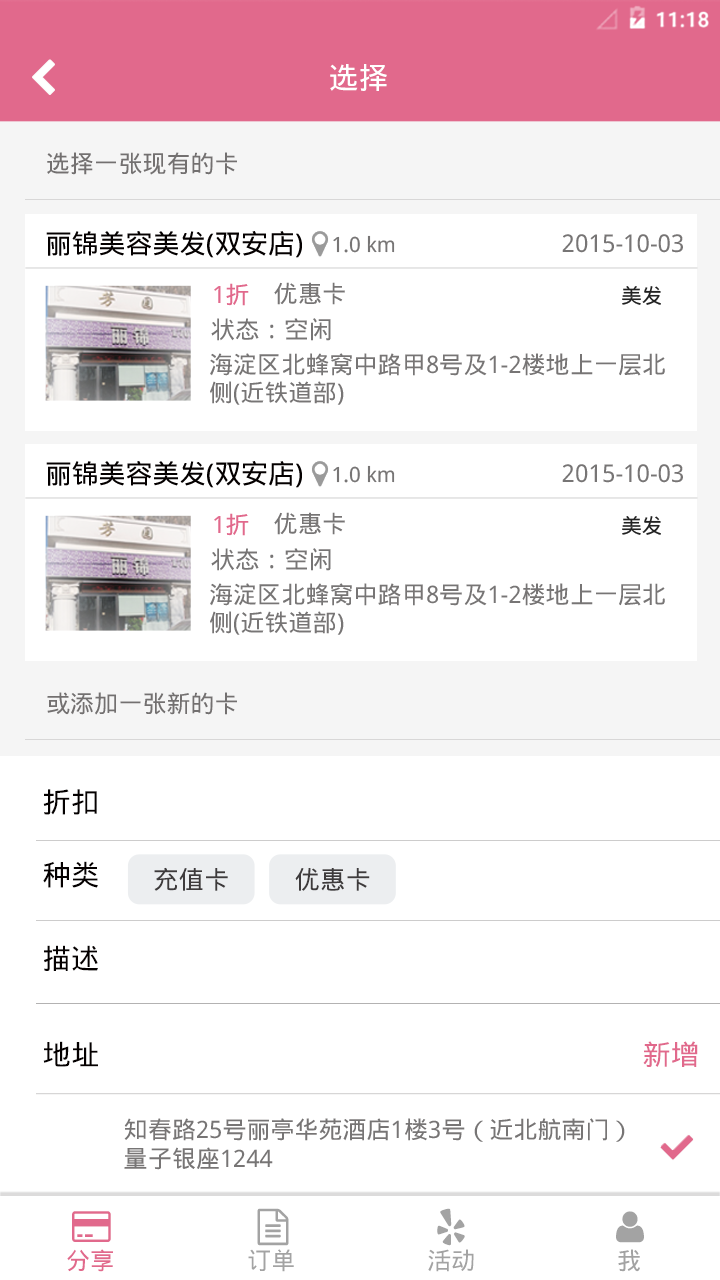 11:18
选择
选择一张现有的卡
丽锦美容美发(双安店) 1.0 km 2015-10-03
芳园
丽锦
1折 优惠卡 美发
状态：空闲
海淀区北蜂窝中路甲8号及1-2楼地上一层北
侧(近铁道部)
丽锦美容美发(双安店) 1.0 km 2015-10-03
芳园
丽锦
1折 优惠卡 美发
状态：空闲
海淀区北蜂窝中路甲8号及1-2楼地上一层北
侧(近铁道部)
或添加一张新的卡
折扣
种类 充值卡 优惠卡
描述
地址 新增
知春路25号丽亭华苑酒店1楼3号（近北航南门）
量子银座1244
分享 订单 活动 我